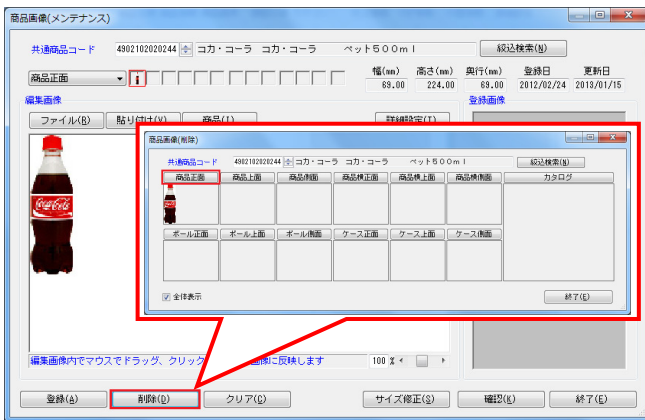 商品画像(メンテナンス)
共通商品コード 4902102020244 コカ・コーラ コカ・コーラ ペット500ml 絞込検索(N)
幅(mm) 高さ(mm) 奥行(mm) 登録日 更新日
商品正面 i 69.00 224.00 69.00 2012/02/24 2013/01/15
編集画像 登録画像
ファイル(R) 貼り付け(V) 商品(I) 詳細設定(T)
商品画像(削除)
共通商品コード 4902102020244 コカ・コーラ コカ・コーラ ペット500ml 絞込検索(N)
商品正面 商品上面 商品側面 商品横正面 商品横上面 商品横側面 カタログ
ボール正面 ボール上面 ボール側面 ケース正面 ケース上面 ケース側面
全体表示 終了(E)
Coca-Cola
編集画像内でマウスでドラッグ、クリック 画像に反映します 100 %
登録(A) 削除(D) クリア(C) サイズ修正(S) 確認(K) 終了(E)